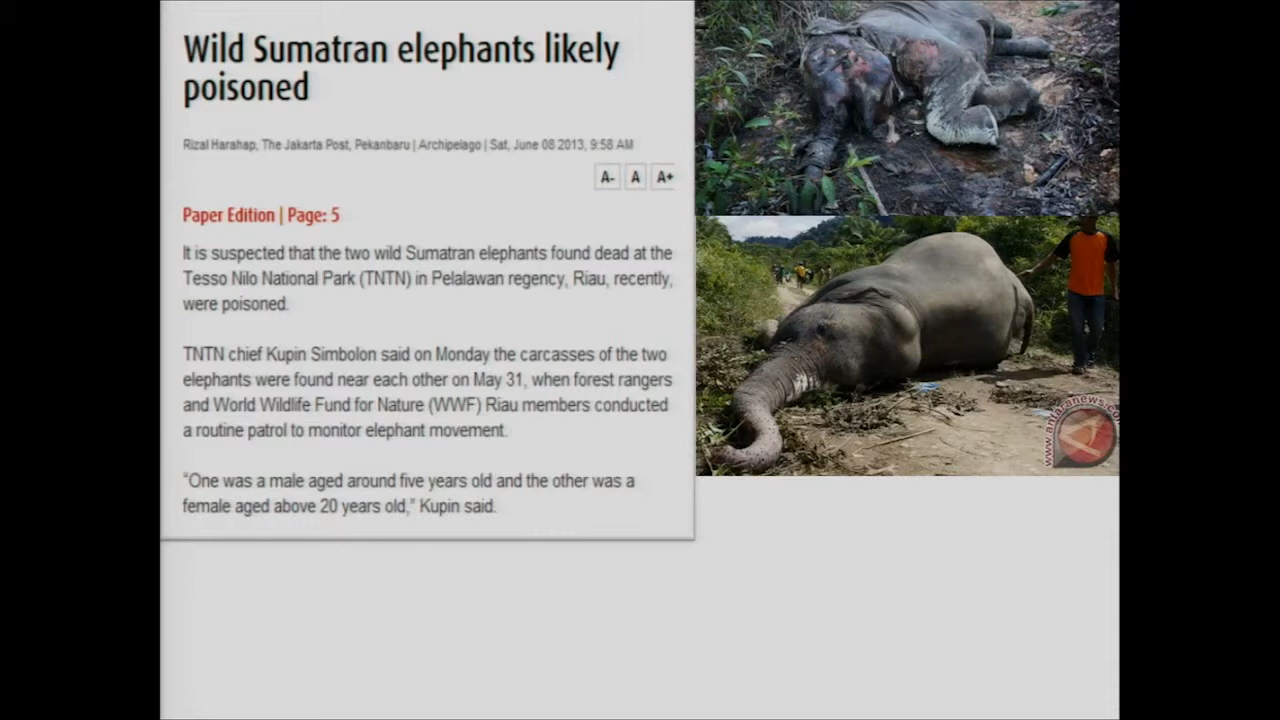 Wild Sumatran elephants likely
poisoned
Rizal Harahap, The Jakarta Post, Pekanbaru | Archipelago | Sat, June 08 2013, 9:58 AM
A- A A+
Paper Edition | Page: 5
It is suspected that the two wild Sumatran elephants found dead at the
Tesso Nilo National Park (TNTN) in Pelalawan regency, Riau, recently,
were poisoned.
TNTN chief Kupin Simbolon said on Monday the carcasses of the two
elephants were found near each other on May 31, when forest rangers
and World Wildlife Fund for Nature (WWF) Riau members conducted
a routine patrol to monitor elephant movement.
“One was a male aged around five years old and the other was a
female aged above 20 years old,” Kupin said.
www.antaranews.com